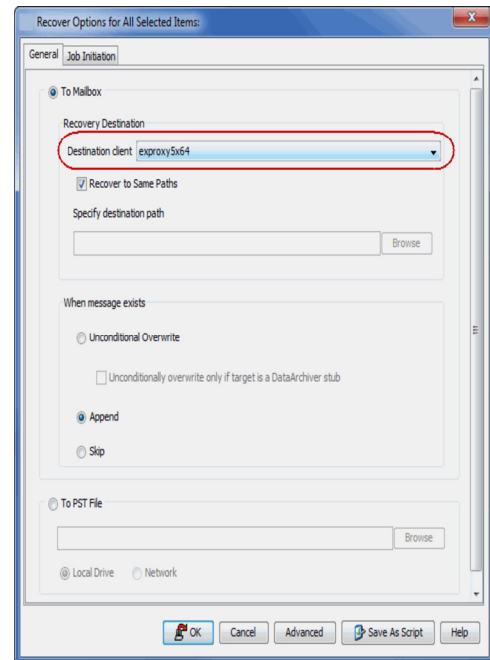 Recover Options for All Selected Items:
General Job Initiation
To Mailbox
Recovery Destination
Destination client exproxy5x64
Recover to Same Paths
Specify destination path
Browse
When message exists
Unconditional Overwrite
Unconditionally overwrite only if target is a DataArchiver stub
Append
Skip
To PST File
Browse
Local Drive Network
OK Cancel Advanced Save As Script Help